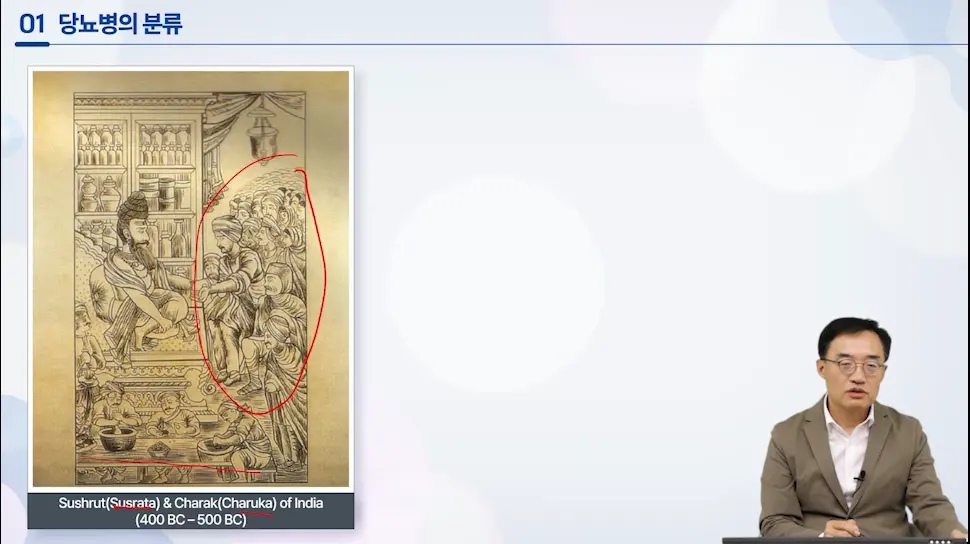 01 당뇨병의 분류
Sushrut(Susrata) & Charak(Charuka) of India
(400 BC – 500 BC)